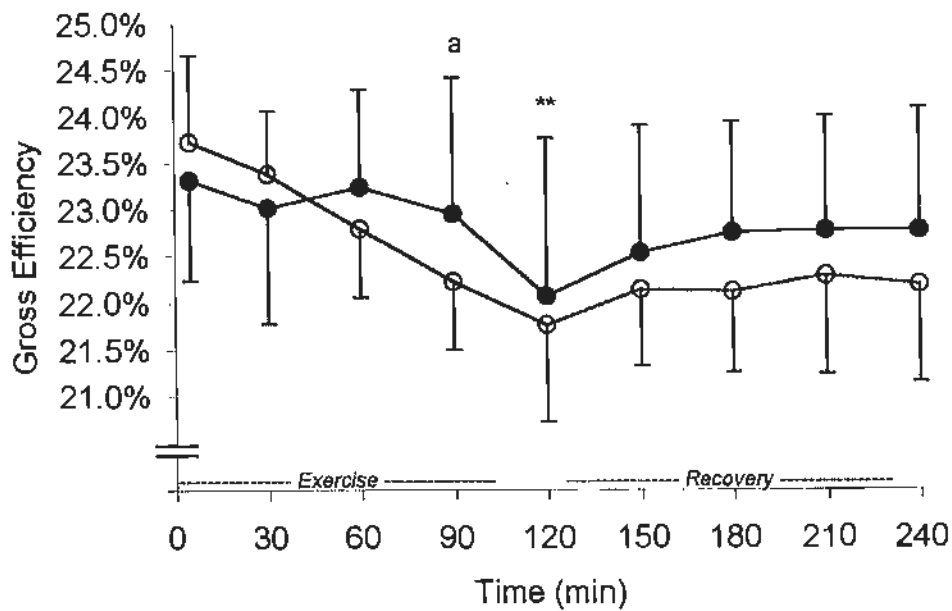 25.0%
24.5%
24.0%
23.5%
23.0%
22.5%
22.0%
21.5%
21.0%
Gross Efficiency
a
**
Exercise
Recovery
0 30 60 90 120 150 180 210 240
Time (min)